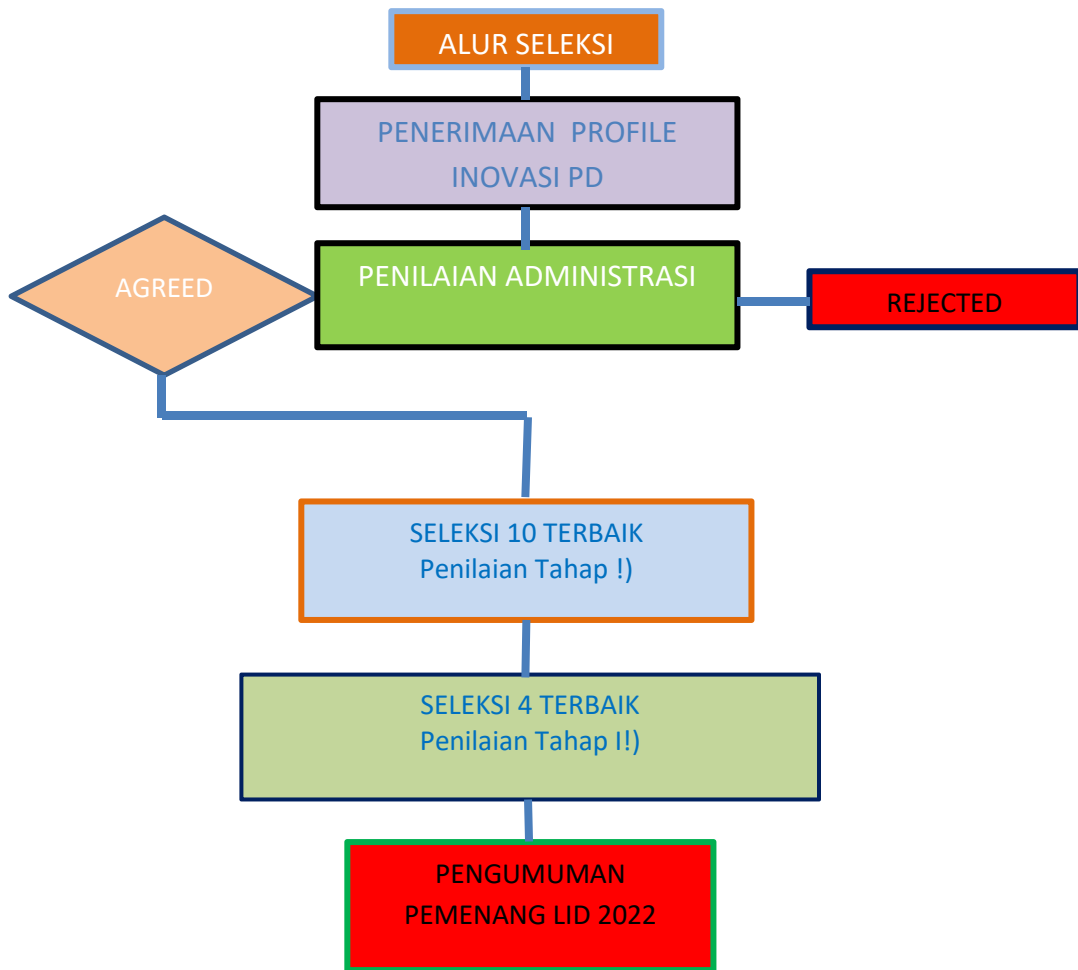 ALUR SELEKSI
PENERIMAAN PROFILE
INOVASI PD
AGREED
PENILAIAN ADMINISTRASI
REJECTED
SELEKSI 10 TERBAIK
Penilaian Tahap !)
SELEKSI 4 TERBAIK
Penilaian Tahap I!)
PENGUMUMAN
PEMENANG LID 2022